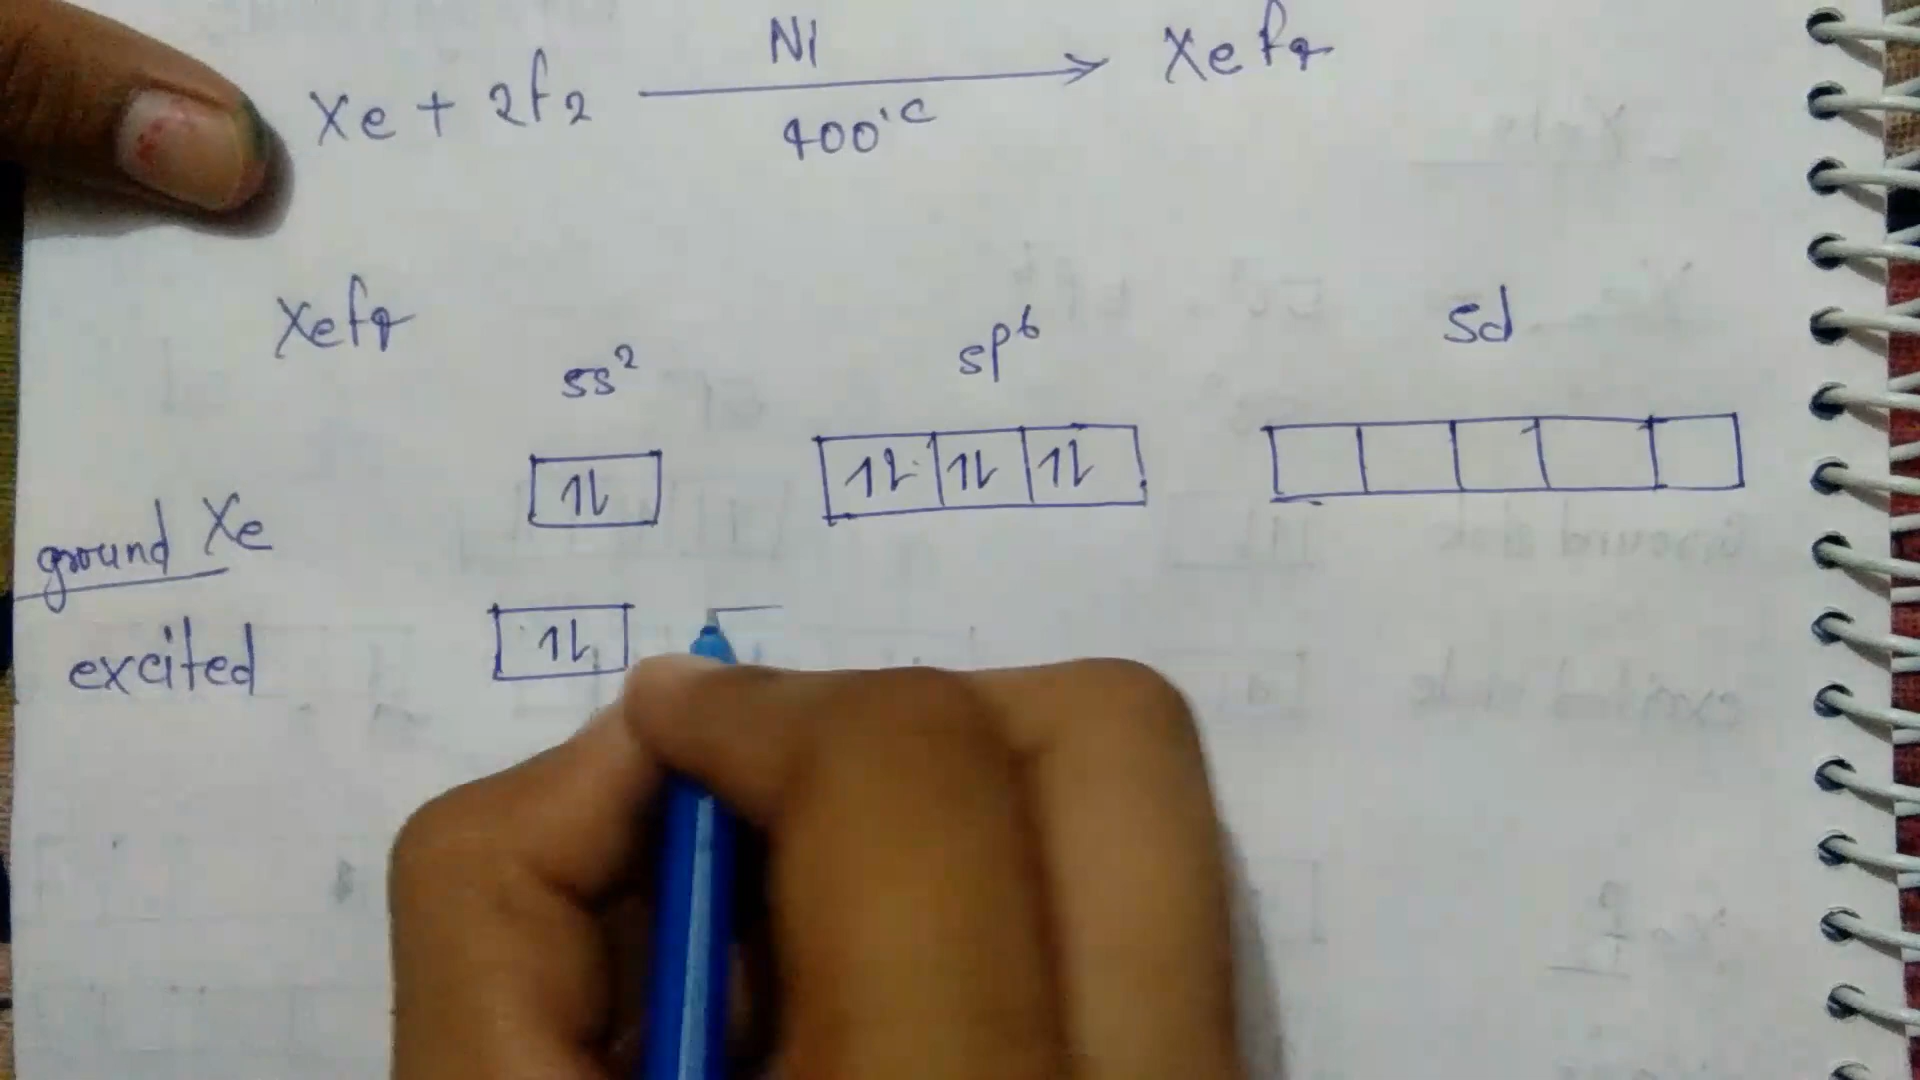 Ni
Xe + 2F₂ ⟶ XeF₄
400°C
XeF₄
5s² 5p⁶ 5d
ground Xe 1l 1l 1l 1l
excited 1l